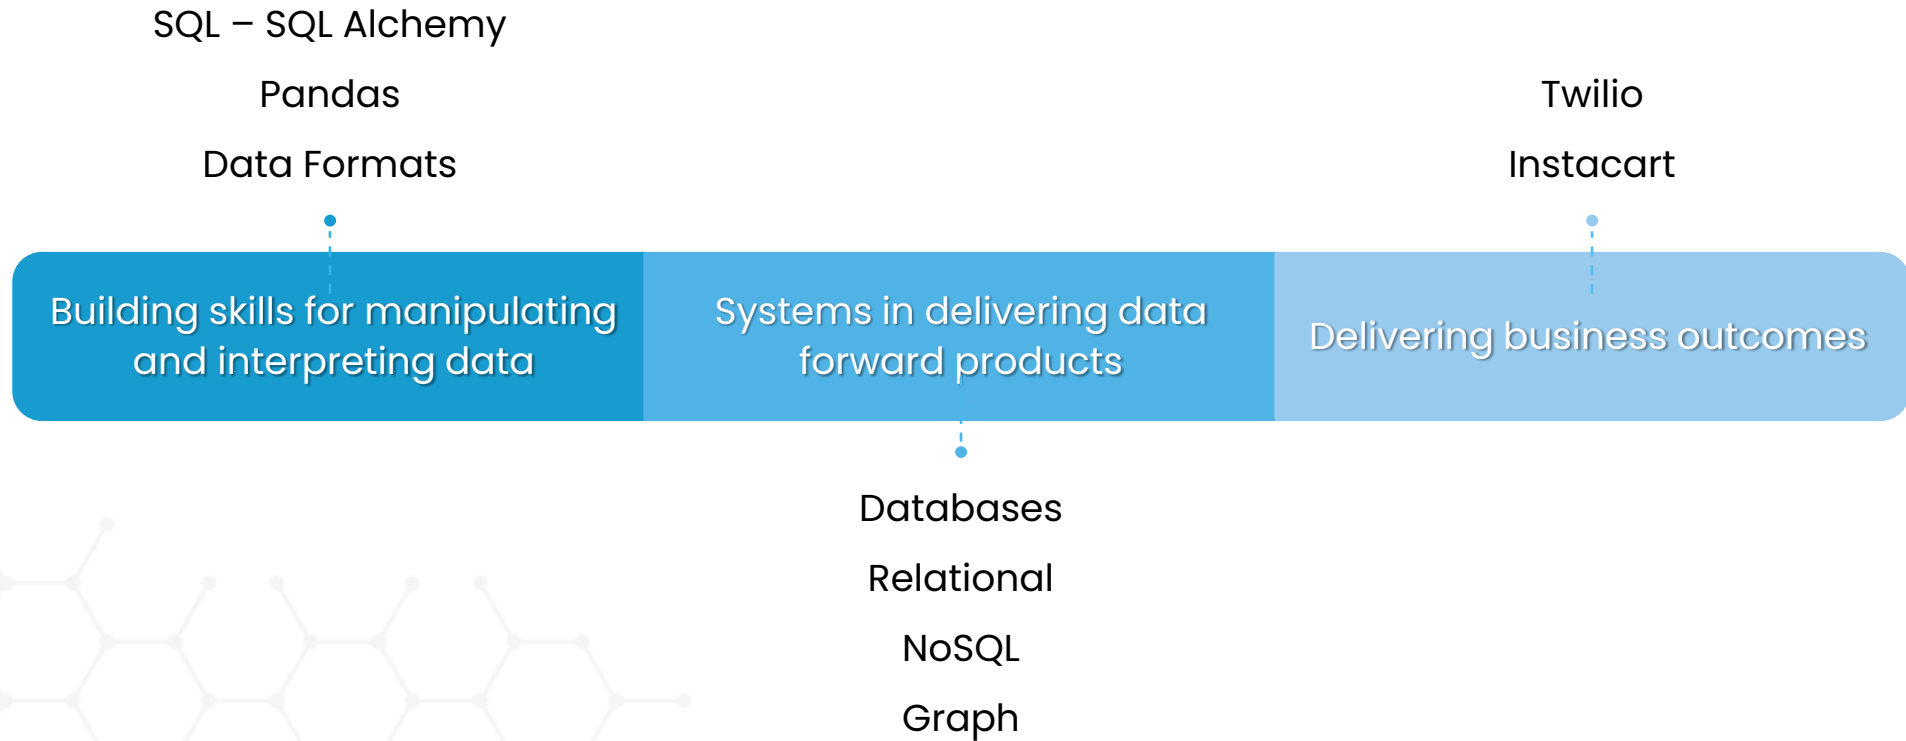 SQL – SQL Alchemy
Pandas
Data Formats
Twilio
Instacart
Building skills for manipulating
and interpreting data
Systems in delivering data
forward products
Delivering business outcomes
Databases
Relational
NoSQL
Graph